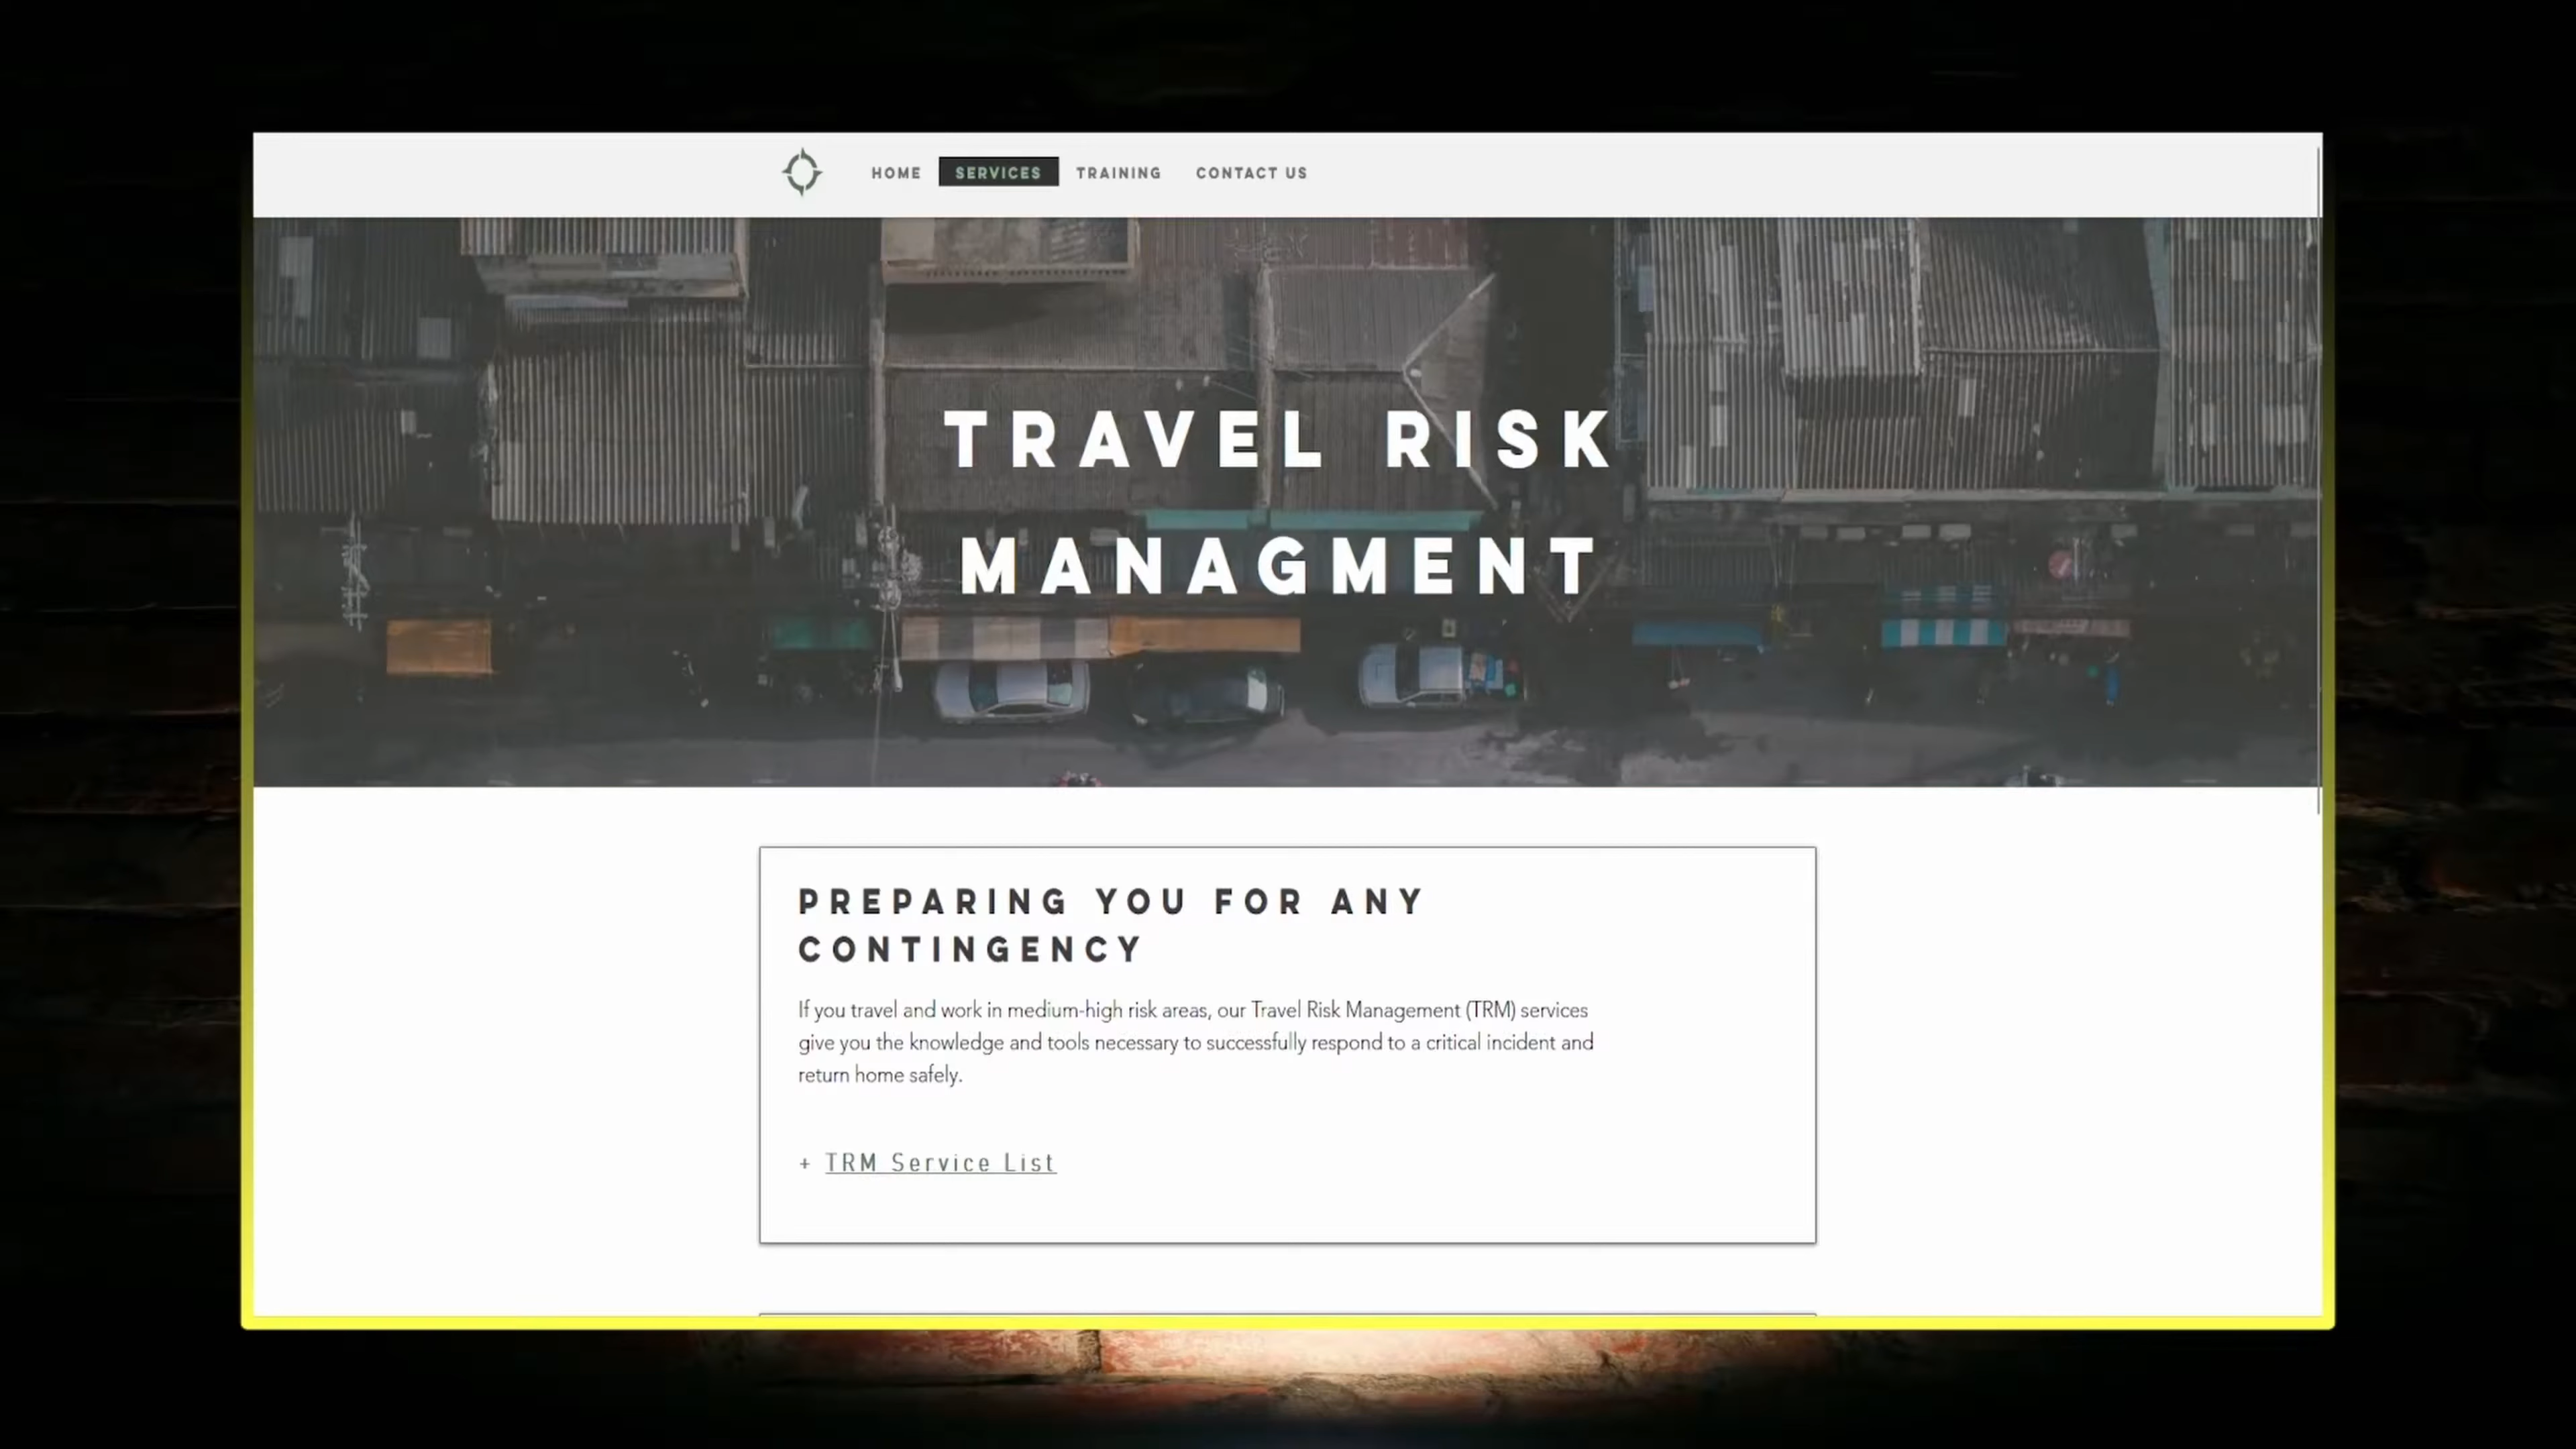 HOME SERVICES TRAINING CONTACT US
TRAVEL RISK
MANAGMENT
PREPARING YOU FOR ANY
CONTINGENCY
If you travel and work in medium-high risk areas, our Travel Risk Management (TRM) services
give you the knowledge and tools necessary to successfully respond to a critical incident and
return home safely.
+ TRM Service List